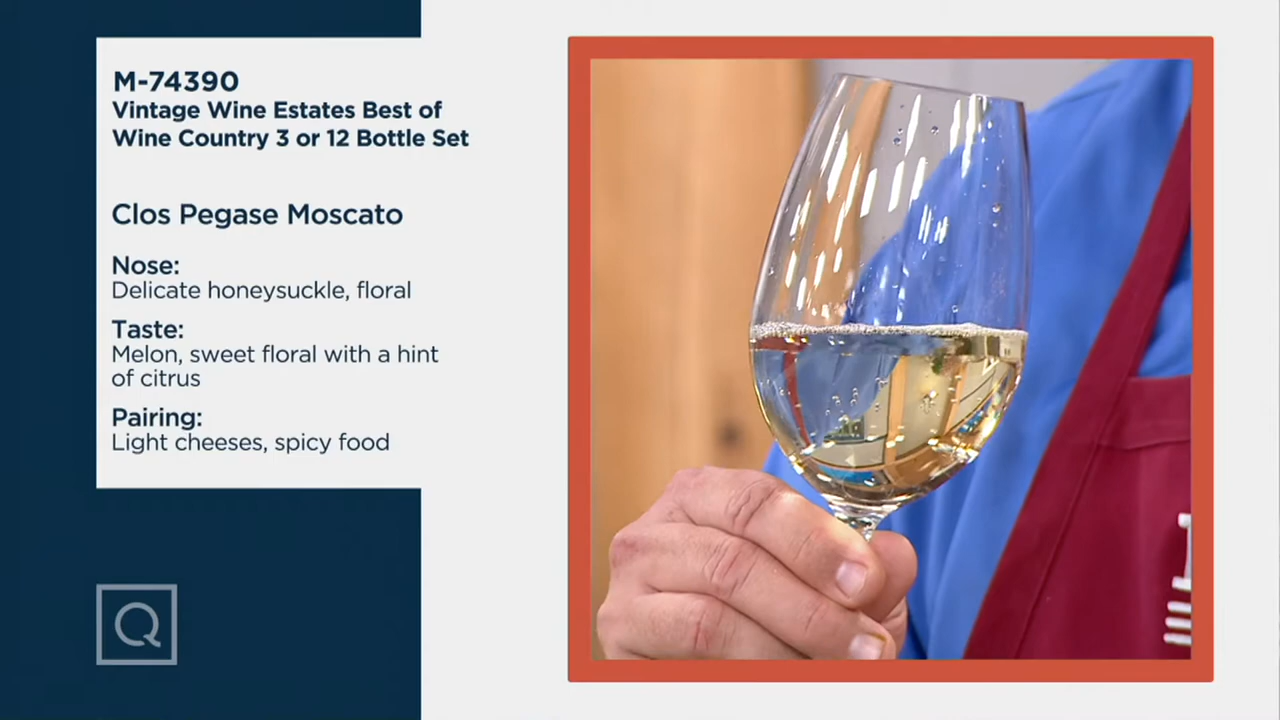 M-74390
Vintage Wine Estates Best of
Wine Country 3 or 12 Bottle Set
Clos Pegase Moscato
Nose:
Delicate honeysuckle, floral
Taste:
Melon, sweet floral with a hint
of citrus
Pairing:
Light cheeses, spicy food
Q